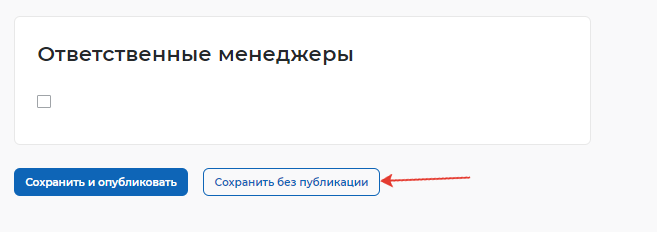 Ответственные менеджеры
Сохранить и опубликовать
Сохранить без публикации